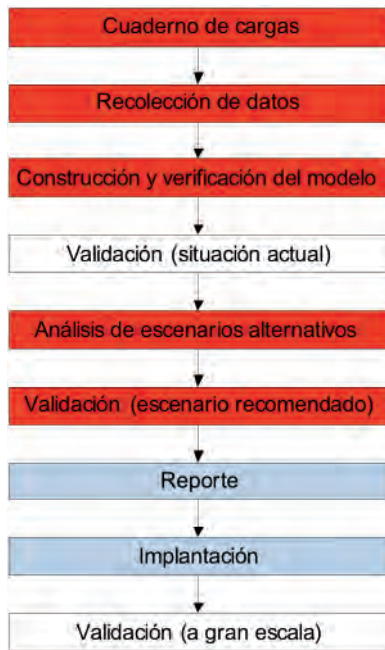 Cuaderno de cargas
Recolección de datos
Construcción y verificación del modelo
Validación (situación actual)
Análisis de escenarios alternativos
Validación (escenario recomendado)
Reporte
Implantación
Validación (a gran escala)